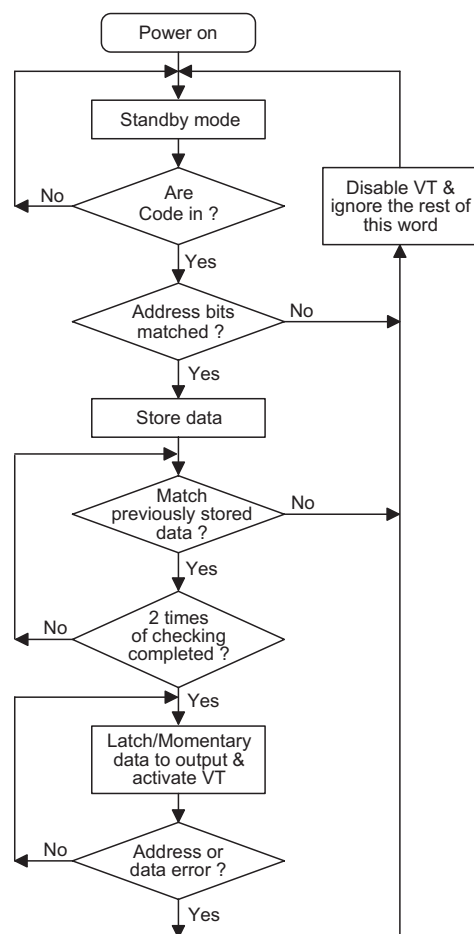 Power on
Standby mode
Are
Code in ?
No
Yes
Disable VT &
ignore the rest of
this word
Address bits
matched ?
No
Yes
Store data
Match
previously stored
data ?
No
Yes
2 times
of checking
completed ?
No
Yes
Latch/Momentary
data to output &
activate VT
Address or
data error ?
No
Yes